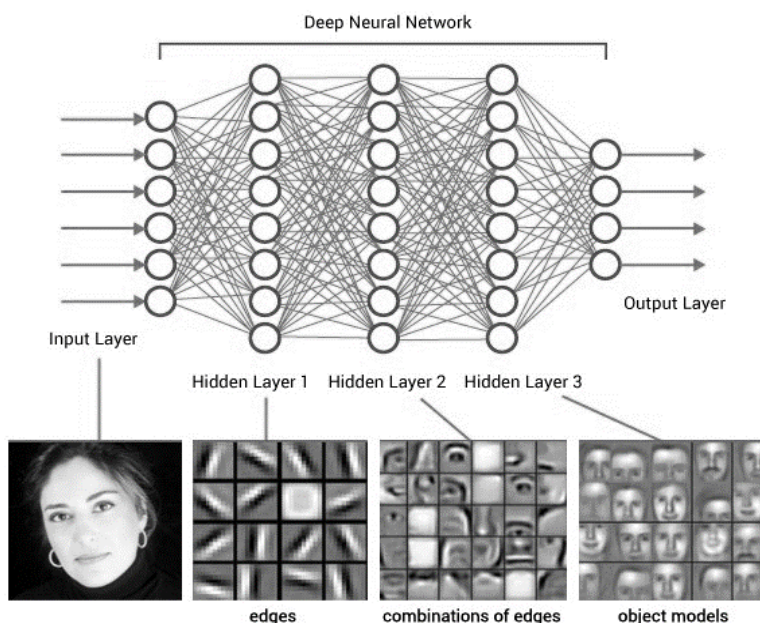 Deep Neural Network
Input Layer
Output Layer
Hidden Layer 1
Hidden Layer 2
Hidden Layer 3
edges
combinations of edges
object models